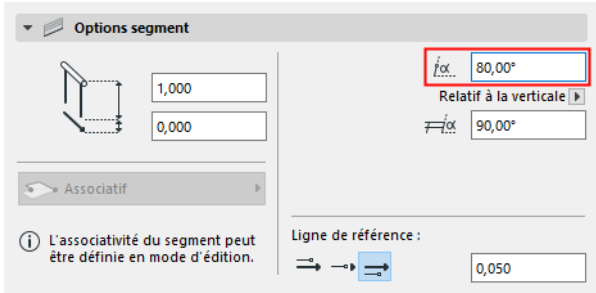 Options segment
1,000
0,000
Associatif
L'associativité du segment peut
être définie en mode d'édition.
α 80,00°
Relatif à la verticale
α 90,00°
Ligne de référence :
0,050